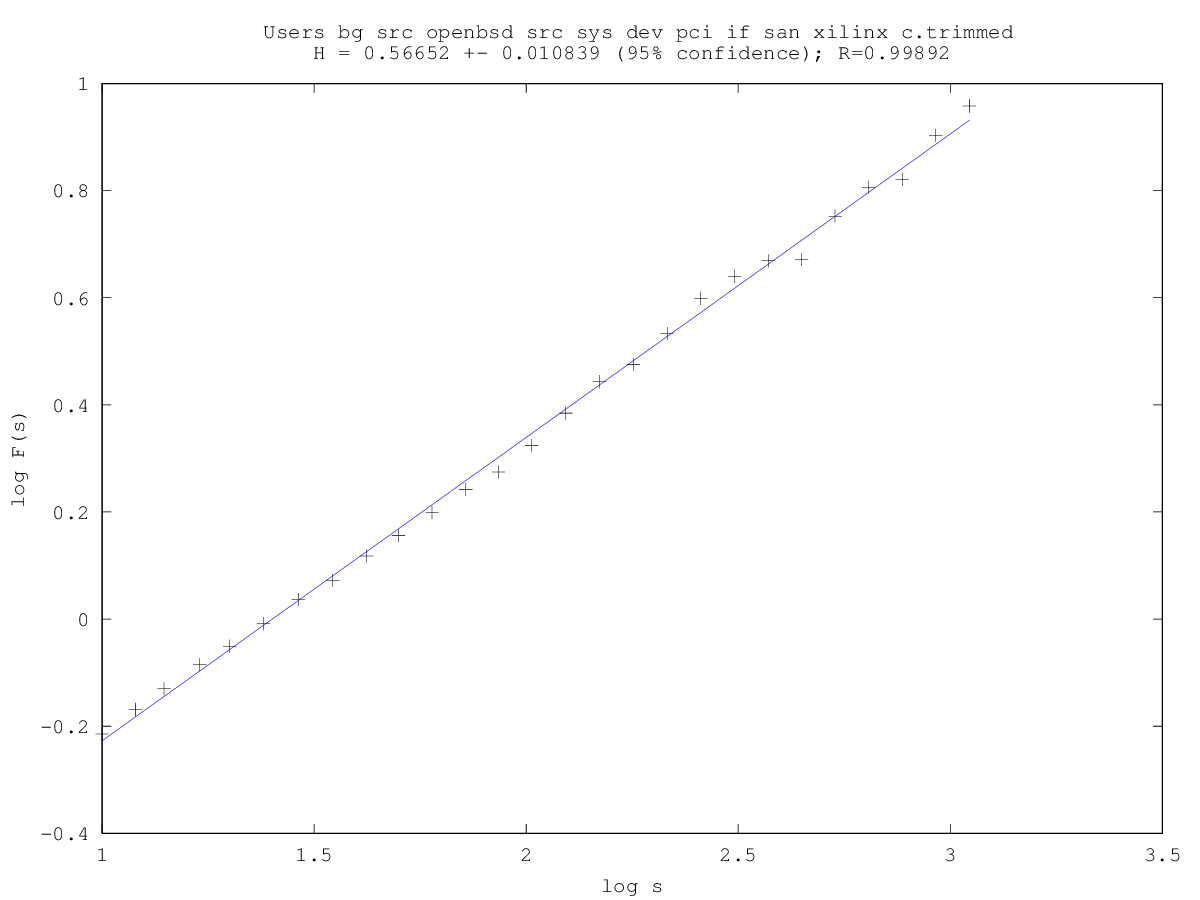 Users bg src openbsd src sys dev pci if san xilinx c.trimmed
H = 0.56652 +- 0.010839 (95% confidence); R=0.99892
1
0.8
0.6
0.4
0.2
0
-0.2
-0.4
log F(s)
1 1.5 2 2.5 3 3.5
log s